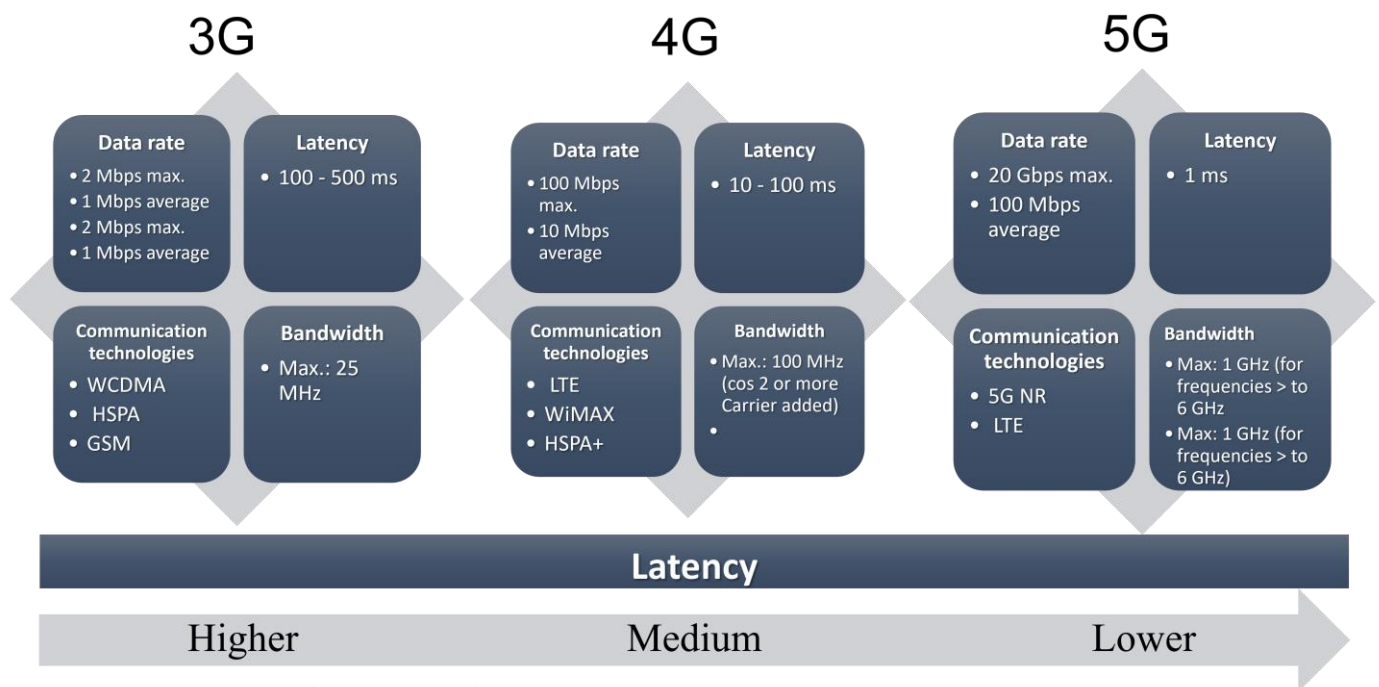 3G
Data rate
• 2 Mbps max.
• 1 Mbps average
• 2 Mbps max.
• 1 Mbps average
Latency
• 100 - 500 ms
Communication
technologies
• WCDMA
• HSPA
• GSM
Bandwidth
• Max.: 25
MHz
4G
Data rate
• 100 Mbps
max.
• 10 Mbps
average
Latency
• 10 - 100 ms
Communication
technologies
• LTE
• WiMAX
• HSPA+
Bandwidth
• Max.: 100 MHz
(cos 2 or more
Carrier added)
•
5G
Data rate
• 20 Gbps max.
• 100 Mbps
average
Latency
• 1 ms
Communication
technologies
• 5G NR
• LTE
Bandwidth
• Max: 1 GHz (for
frequencies > to
6 GHz
• Max: 1 GHz (for
frequencies > to
6 GHz)
Latency
Higher
Medium
Lower